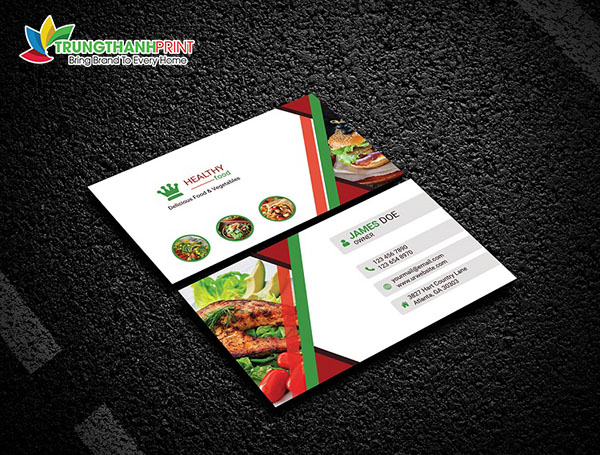 TRUNGTHANHPRINT
Bring Brand To Every Home
HEALTHY
food
Delicious Food & Vegetables
JAMES DOE
OWNER
123 456 7890
123 654 8970
yourmail@email.com
www.urwebsite.com
3827 Hart Country Lane
Atlanta, GA, 30303